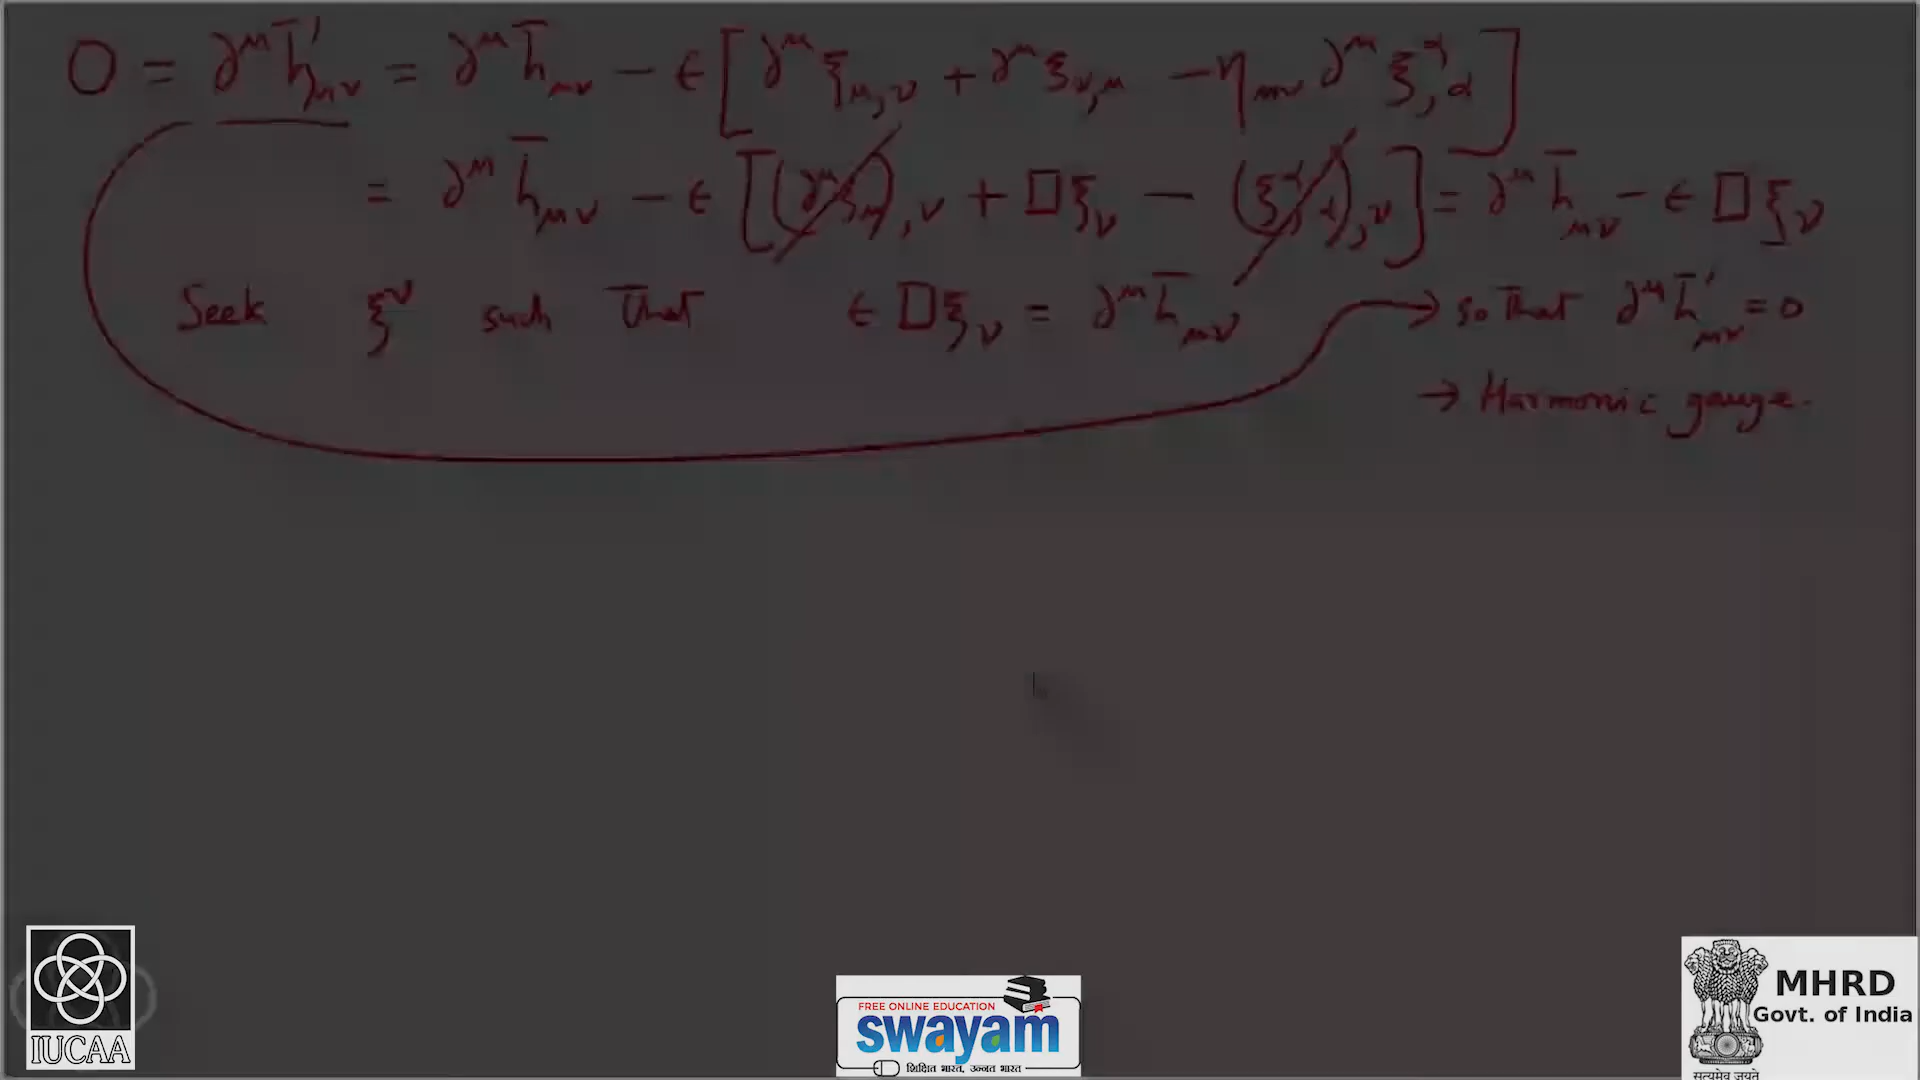 0 = ∂^μ h̄'_μν = ∂^μ h̄_μν − ε [ ∂^μ ξ_μ,ν + ∂^μ ξ_ν,μ − η_μν ∂^μ ξ^α_,α ]
= ∂^μ h̄_μν − ε [ (∂^μ ξ_μ)_,ν + □ξ_ν − (ξ^α_,α)_,ν ] = ∂^μ h̄_μν − ε □ ξ_ν
Seek ξ^ν such that ε □ξ_ν = ∂^μ h̄_μν → so that ∂^μ h̄'_μν = 0
→ Harmonic gauge.
IUCAA
FREE ONLINE EDUCATION
swayam
शिक्षित भारत, उन्नत भारत
MHRD
Govt. of India
सत्यमेव जयते